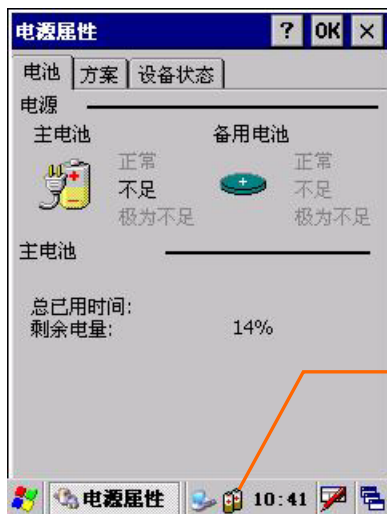 电源属性 ? OK ×
电池 方案 设备状态
电源
主电池 备用电池
正常 正常
不足 不足
极为不足 极为不足
主电池
总已用时间:
剩余电量: 14%
电源属性 10:41